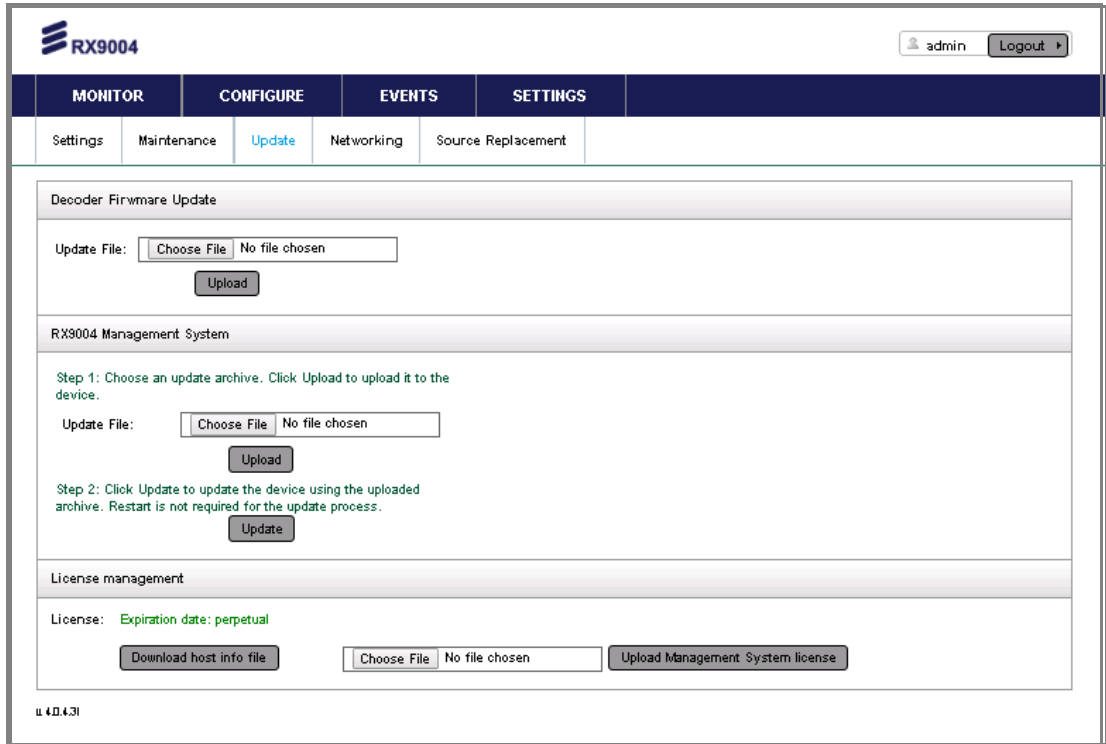 RX9004
admin Logout
MONITOR CONFIGURE EVENTS SETTINGS
Settings Maintenance Update Networking Source Replacement
Decoder Firwmare Update
Update File: Choose File No file chosen
Upload
RX9004 Management System
Step 1: Choose an update archive. Click Upload to upload it to the
device.
Update File: Choose File No file chosen
Upload
Step 2: Click Update to update the device using the uploaded
archive. Restart is not required for the update process.
Update
License management
License: Expiration date: perpetual
Download host info file Choose File No file chosen Upload Management System license